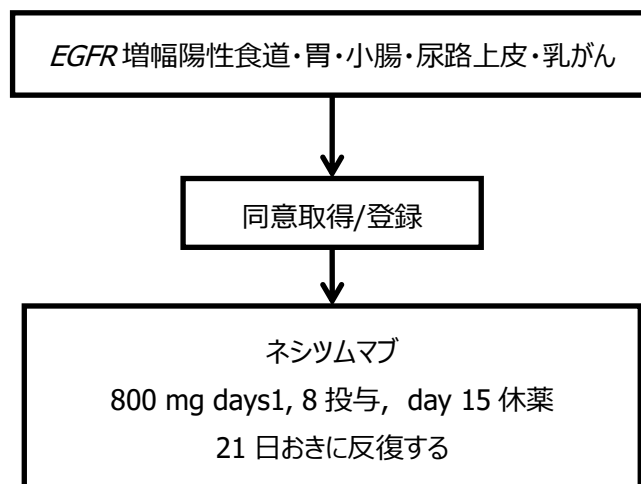 EGFR 増幅陽性食道・胃・小腸・尿路上皮・乳がん
同意取得/登録
ネシツムマブ
800 mg days1, 8 投与, day 15 休薬
21 日おきに反復する